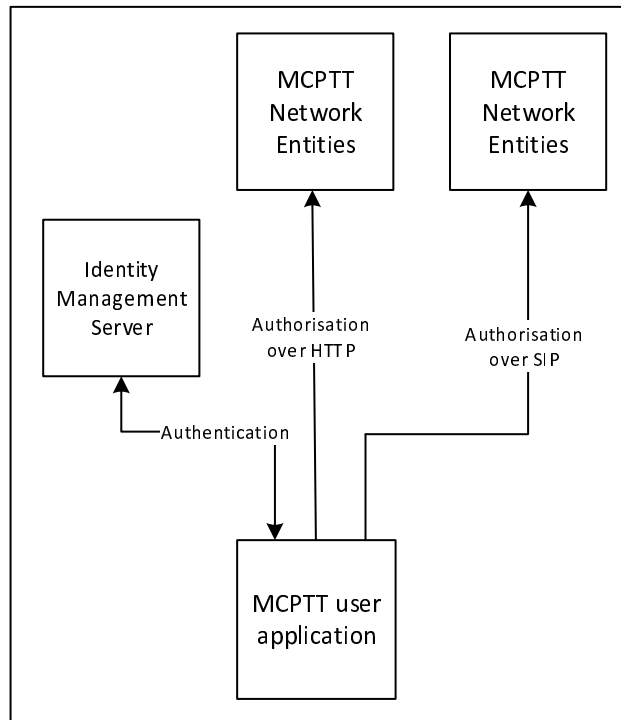 MCPTT
Network
Entities
MCPTT
Network
Entities
Identity
Management
Server
Authorisation
over HTTP
Authorisation
over SIP
Authentication
MCPTT user
application